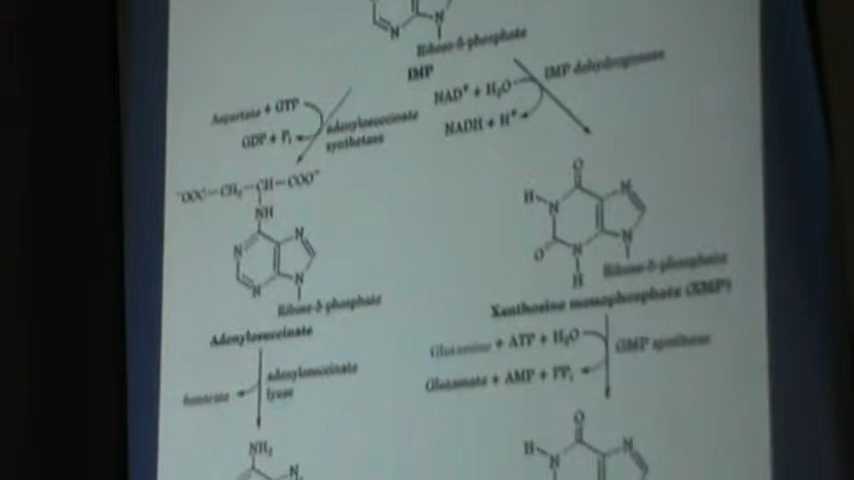 N
N
Ribose-5-phosphate
IMP
IMP dehydrogenase
NAD⁺ + H₂O
NADH + H⁺
Aspartate + GTP
GDP + Pᵢ
adenylosuccinate
synthetase
⁻OOC—CH₂—CH—COO⁻
NH
N
N
N
N
Ribose-5-phosphate
Adenylosuccinate
O
H
N
N
O
N
N
H
Ribose-5-phosphate
Xanthosine monophosphate (XMP)
Glutamine + ATP + H₂O
GMP synthetase
Glutamate + AMP + PPᵢ
fumarate
adenylosuccinate
lyase
NH₂
N
O
H
N
N